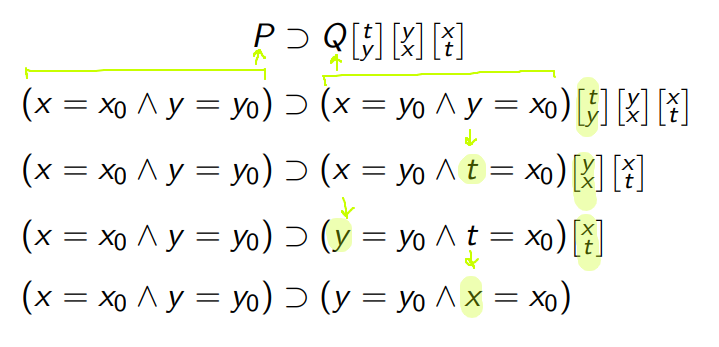 P ⊃ Q[t/y][y/x][x/t]
(x = x₀ ∧ y = y₀) ⊃ (x = y₀ ∧ y = x₀)[t/y][y/x][x/t]
(x = x₀ ∧ y = y₀) ⊃ (x = y₀ ∧ t = x₀)[y/x][x/t]
(x = x₀ ∧ y = y₀) ⊃ (y = y₀ ∧ t = x₀)[x/t]
(x = x₀ ∧ y = y₀) ⊃ (y = y₀ ∧ x = x₀)